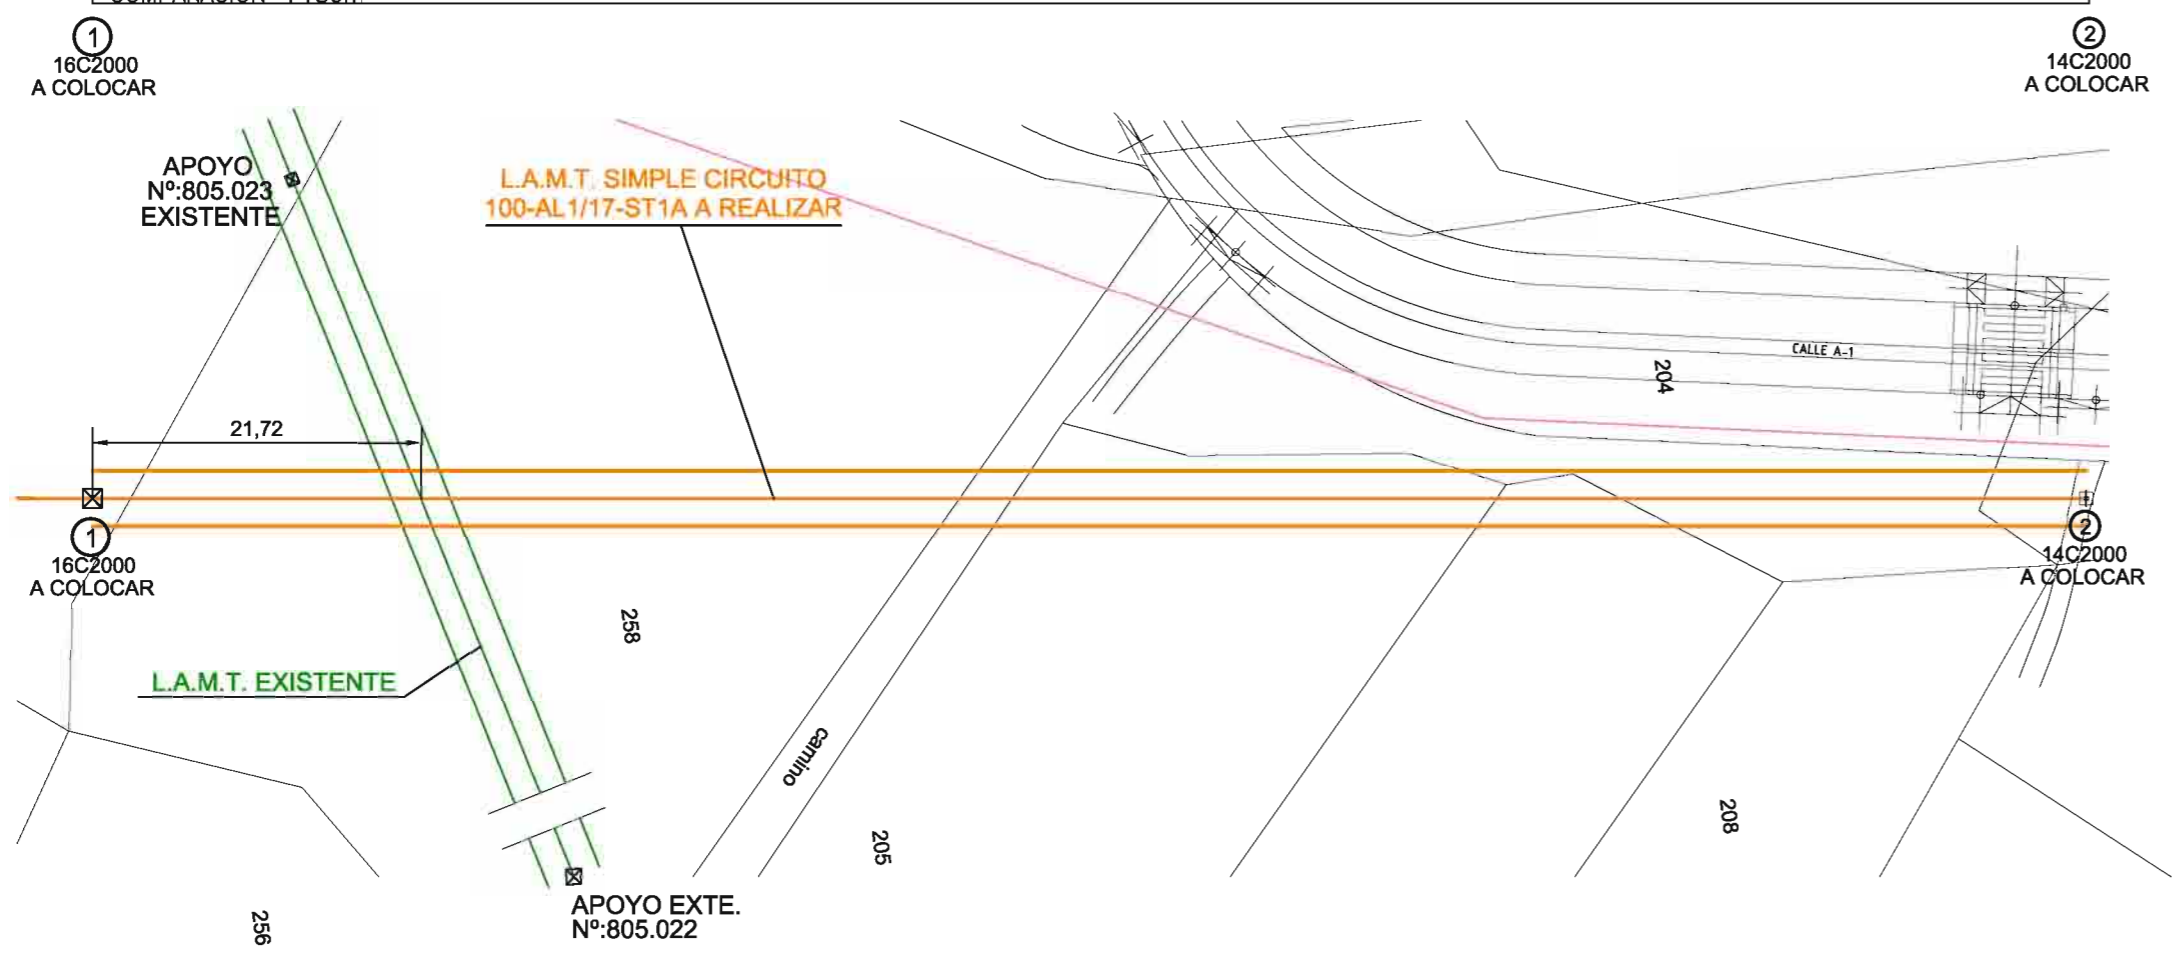 1
16C2000
A COLOCAR
2
14C2000
A COLOCAR
APOYO
Nº:805.023
EXISTENTE
L.A.M.T. SIMPLE CIRCUITO
100-AL1/17-ST1A A REALIZAR
CALLE A-1
204
21,72
1
16C2000
A COLOCAR
2
14C2000
A COLOCAR
258
L.A.M.T. EXISTENTE
camino
205
208
APOYO EXTE.
Nº:805.022
256